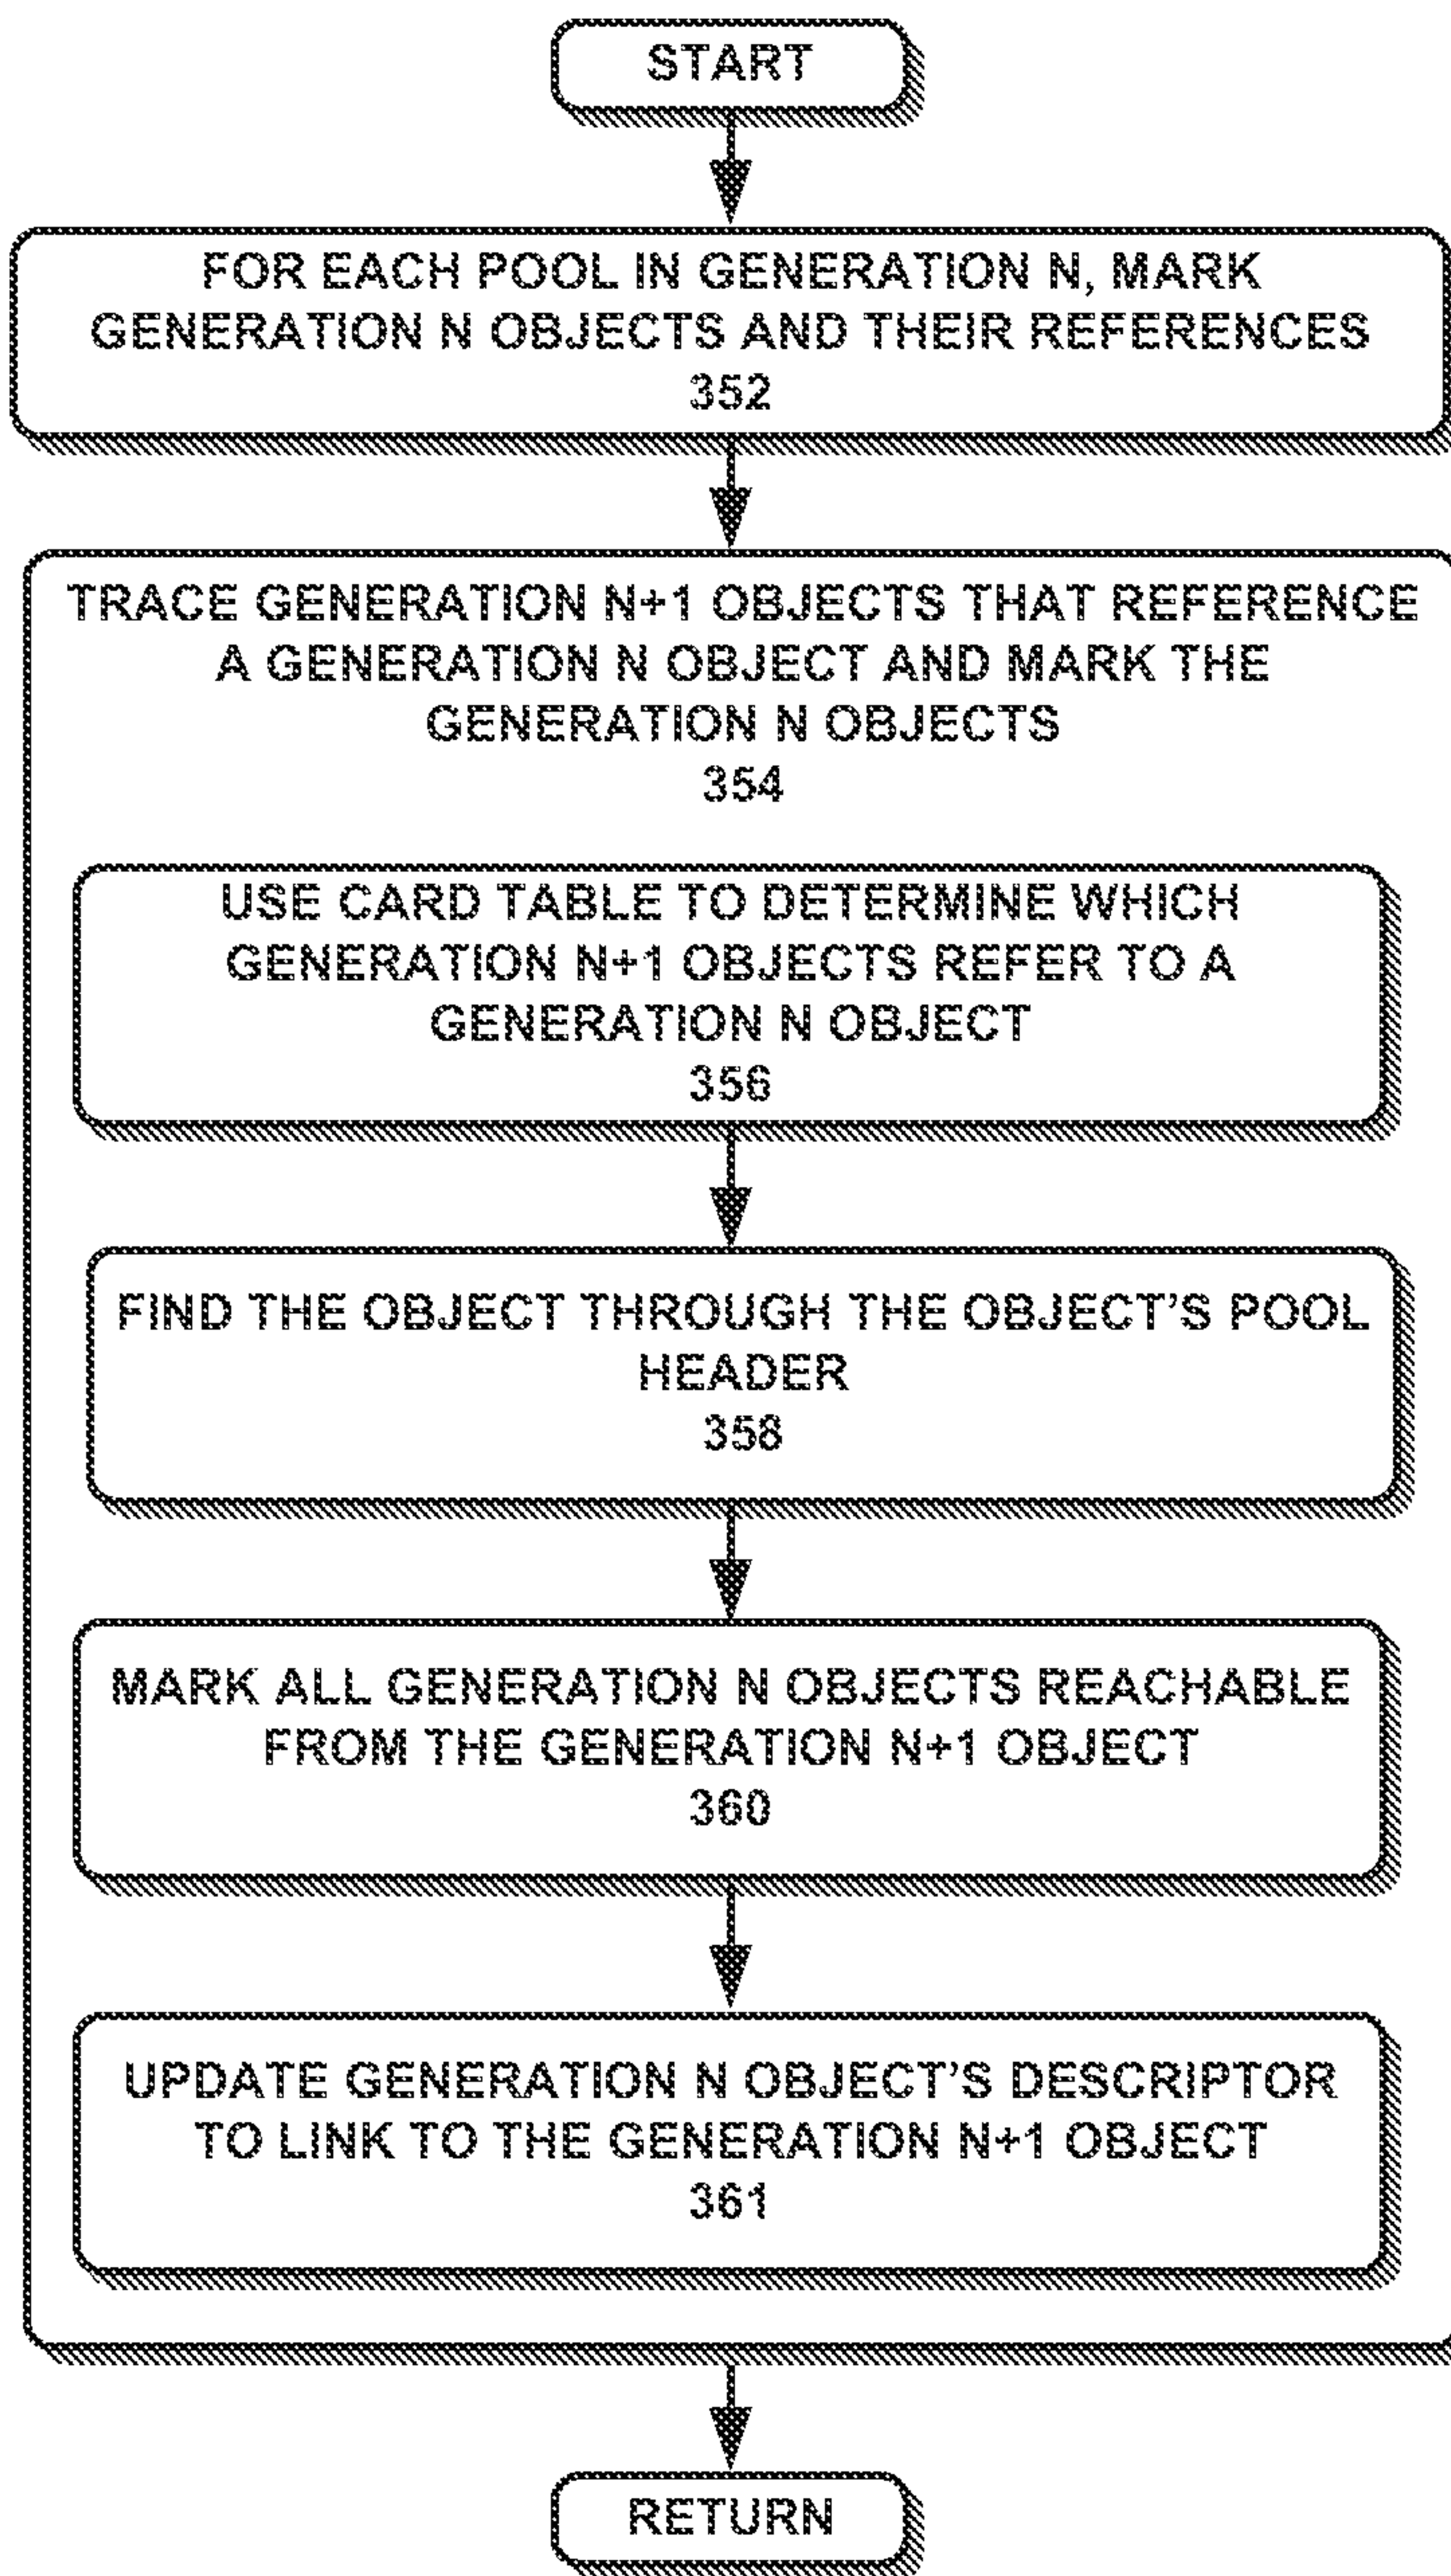 START
FOR EACH POOL IN GENERATION N, MARK
GENERATION N OBJECTS AND THEIR REFERENCES
352
TRACE GENERATION N+1 OBJECTS THAT REFERENCE
A GENERATION N OBJECT AND MARK THE
GENERATION N OBJECTS
354
USE CARD TABLE TO DETERMINE WHICH
GENERATION N+1 OBJECTS REFER TO A
GENERATION N OBJECT
356
FIND THE OBJECT THROUGH THE OBJECT’S POOL
HEADER
358
MARK ALL GENERATION N OBJECTS REACHABLE
FROM THE GENERATION N+1 OBJECT
360
UPDATE GENERATION N OBJECT’S DESCRIPTOR
TO LINK TO THE GENERATION N+1 OBJECT
361
RETURN